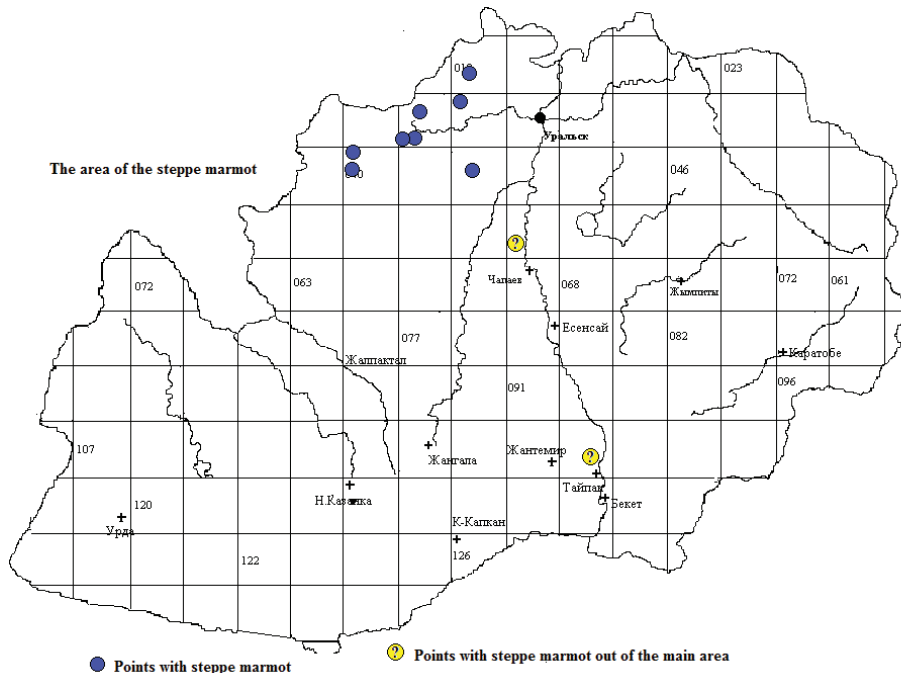 023
Уральск
The area of the steppe marmot
046
Чапаев
063
072
068
Жымпиты
072
061
077
Есенсай
082
Жалпактал
Каратобе
091
096
107
Жангала
Жантемир
Тайпак
Н.Казанка
Бекет
120
Урда
К-Капкан
122
126
Points with steppe marmot
? Points with steppe marmot out of the main area
?
?